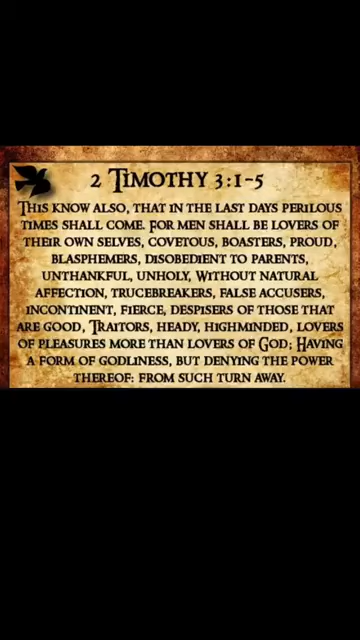 2 Timothy 3:1-5
This know also, that in the last days perilous
times shall come. For men shall be lovers of
their own selves, covetous, boasters, proud,
blasphemers, disobedient to parents,
unthankful, unholy, Without natural
affection, trucebreakers, false accusers,
incontinent, fierce, despisers of those that
are good, Traitors, heady, highminded, lovers
of pleasures more than lovers of God; Having
a form of godliness, but denying the power
thereof: from such turn away.